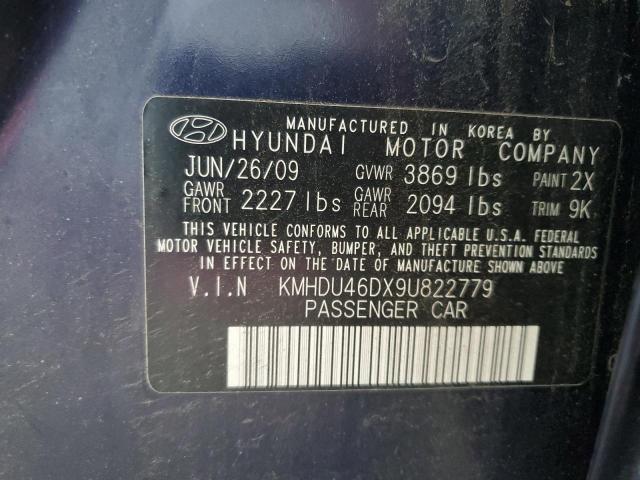 MANUFACTURED IN KOREA BY
HYUNDAI MOTOR COMPANY
JUN/26/09 GVWR 3869 lbs PAINT 2X
GAWR FRONT 2227 lbs GAWR REAR 2094 lbs TRIM 9K
THIS VEHICLE CONFORMS TO ALL APPLICABLE U.S.A. FEDERAL
MOTOR VEHICLE SAFETY, BUMPER, AND THEFT PREVENTION STANDARDS
IN EFFECT ON THE DATE OF MANUFACTURE SHOWN ABOVE
V.I.N KMHDU46DX9U822779
PASSENGER CAR